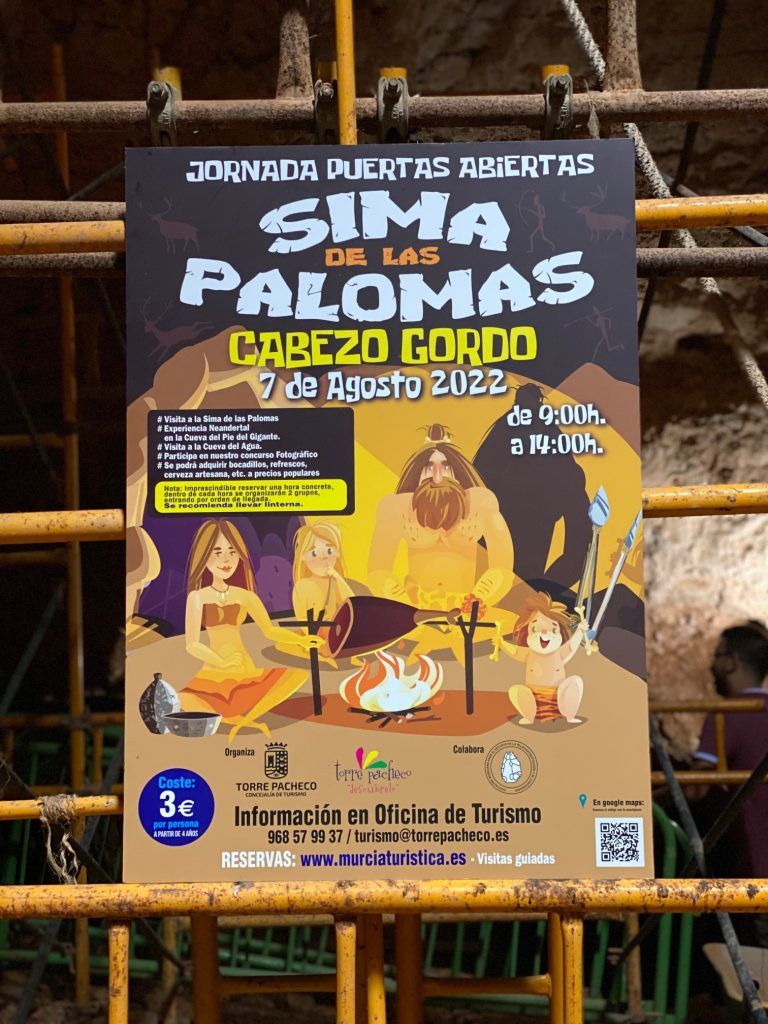 JORNADA PUERTAS ABIERTAS
SIMA
DE LAS
PALOMAS
CABEZO GORDO
7 de Agosto 2022
de 9:00h.
a 14:00h.
# Visita a la Sima de las Palomas
# Experiencia Neandertal
en la Cueva del Pie del Gigante.
# Visita a la Cueva del Agua.
# Participa en nuestro concurso Fotográfico
# Se podrá adquirir bocadillos, refrescos,
cerveza artesana, etc. a precios populares
Nota: Imprescindible reservar una hora concreta,
dentro de cada hora se organizarán 2 grupos,
entrando por orden de llegada.
Se recomienda llevar linterna.
Organiza
TORRE PACHECO
CONCEJALÍA DE TURISMO
torre pacheco
"descúbrelo"
Colabora
Coste:
3€
por persona
A PARTIR DE 4 AÑOS
Información en Oficina de Turismo
968 57 99 37 / turismo@torrepacheco.es
RESERVAS: www.murciaturistica.es - Visitas guiadas
En google maps: